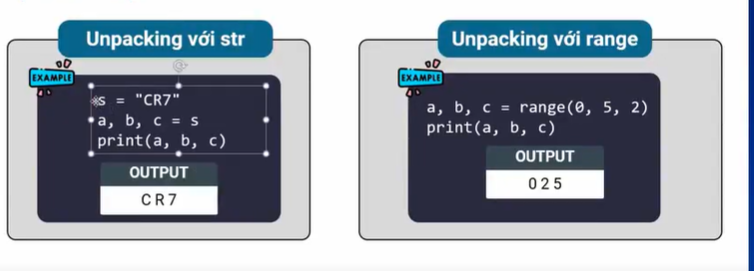 Unpacking với str
EXAMPLE
s = "CR7"
a, b, c = s
print(a, b, c)
OUTPUT
C R 7
Unpacking với range
EXAMPLE
a, b, c = range(0, 5, 2)
print(a, b, c)
OUTPUT
0 2 5